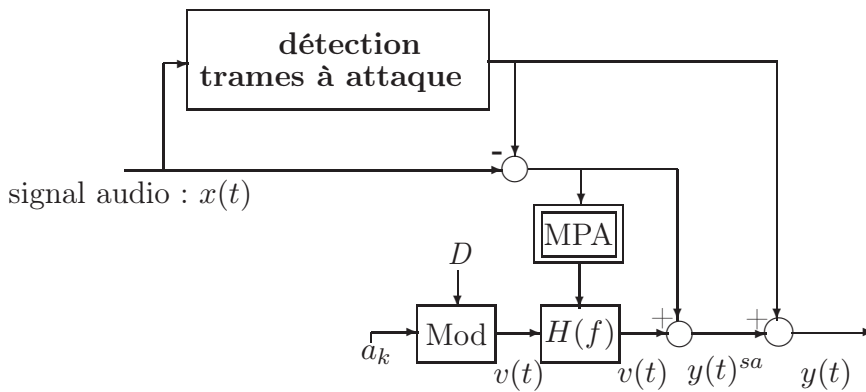 détection
trames à attaque
-
signal audio : x(t)
MPA
D
+
+
a_k
Mod
H(f)
v(t)
v(t)
y(t)^{sa}
y(t)